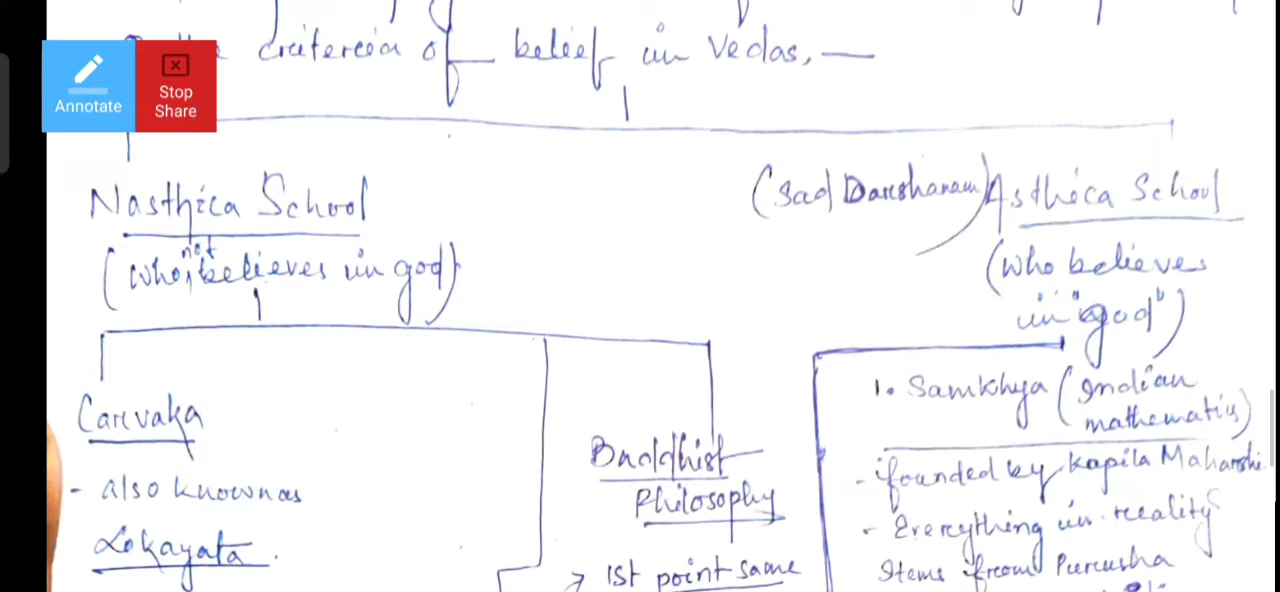 the criteria of belief in Vedas, —
Annotate
Stop
Share
Nasthica School
(who not believes in god)
(Sad Darshanam) Asthica School
(who believes
in "god")
Carvaka
- also known as
Lokayata.
Buddhist
Philosophy
→ 1st point same
1. Samkhya (Indian
mathematics)
- founded by Kapila Maharshi
- Everything in reality
stems from Purusha